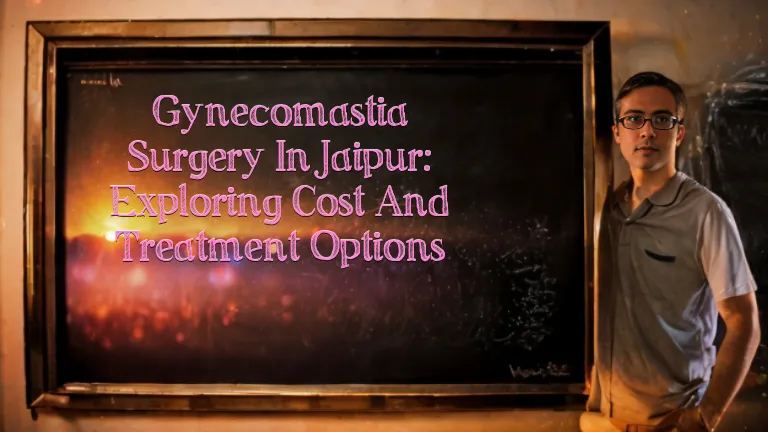 Gynecomastia
Surgery In Jaipur:
Exploring Cost And
Treatment Options